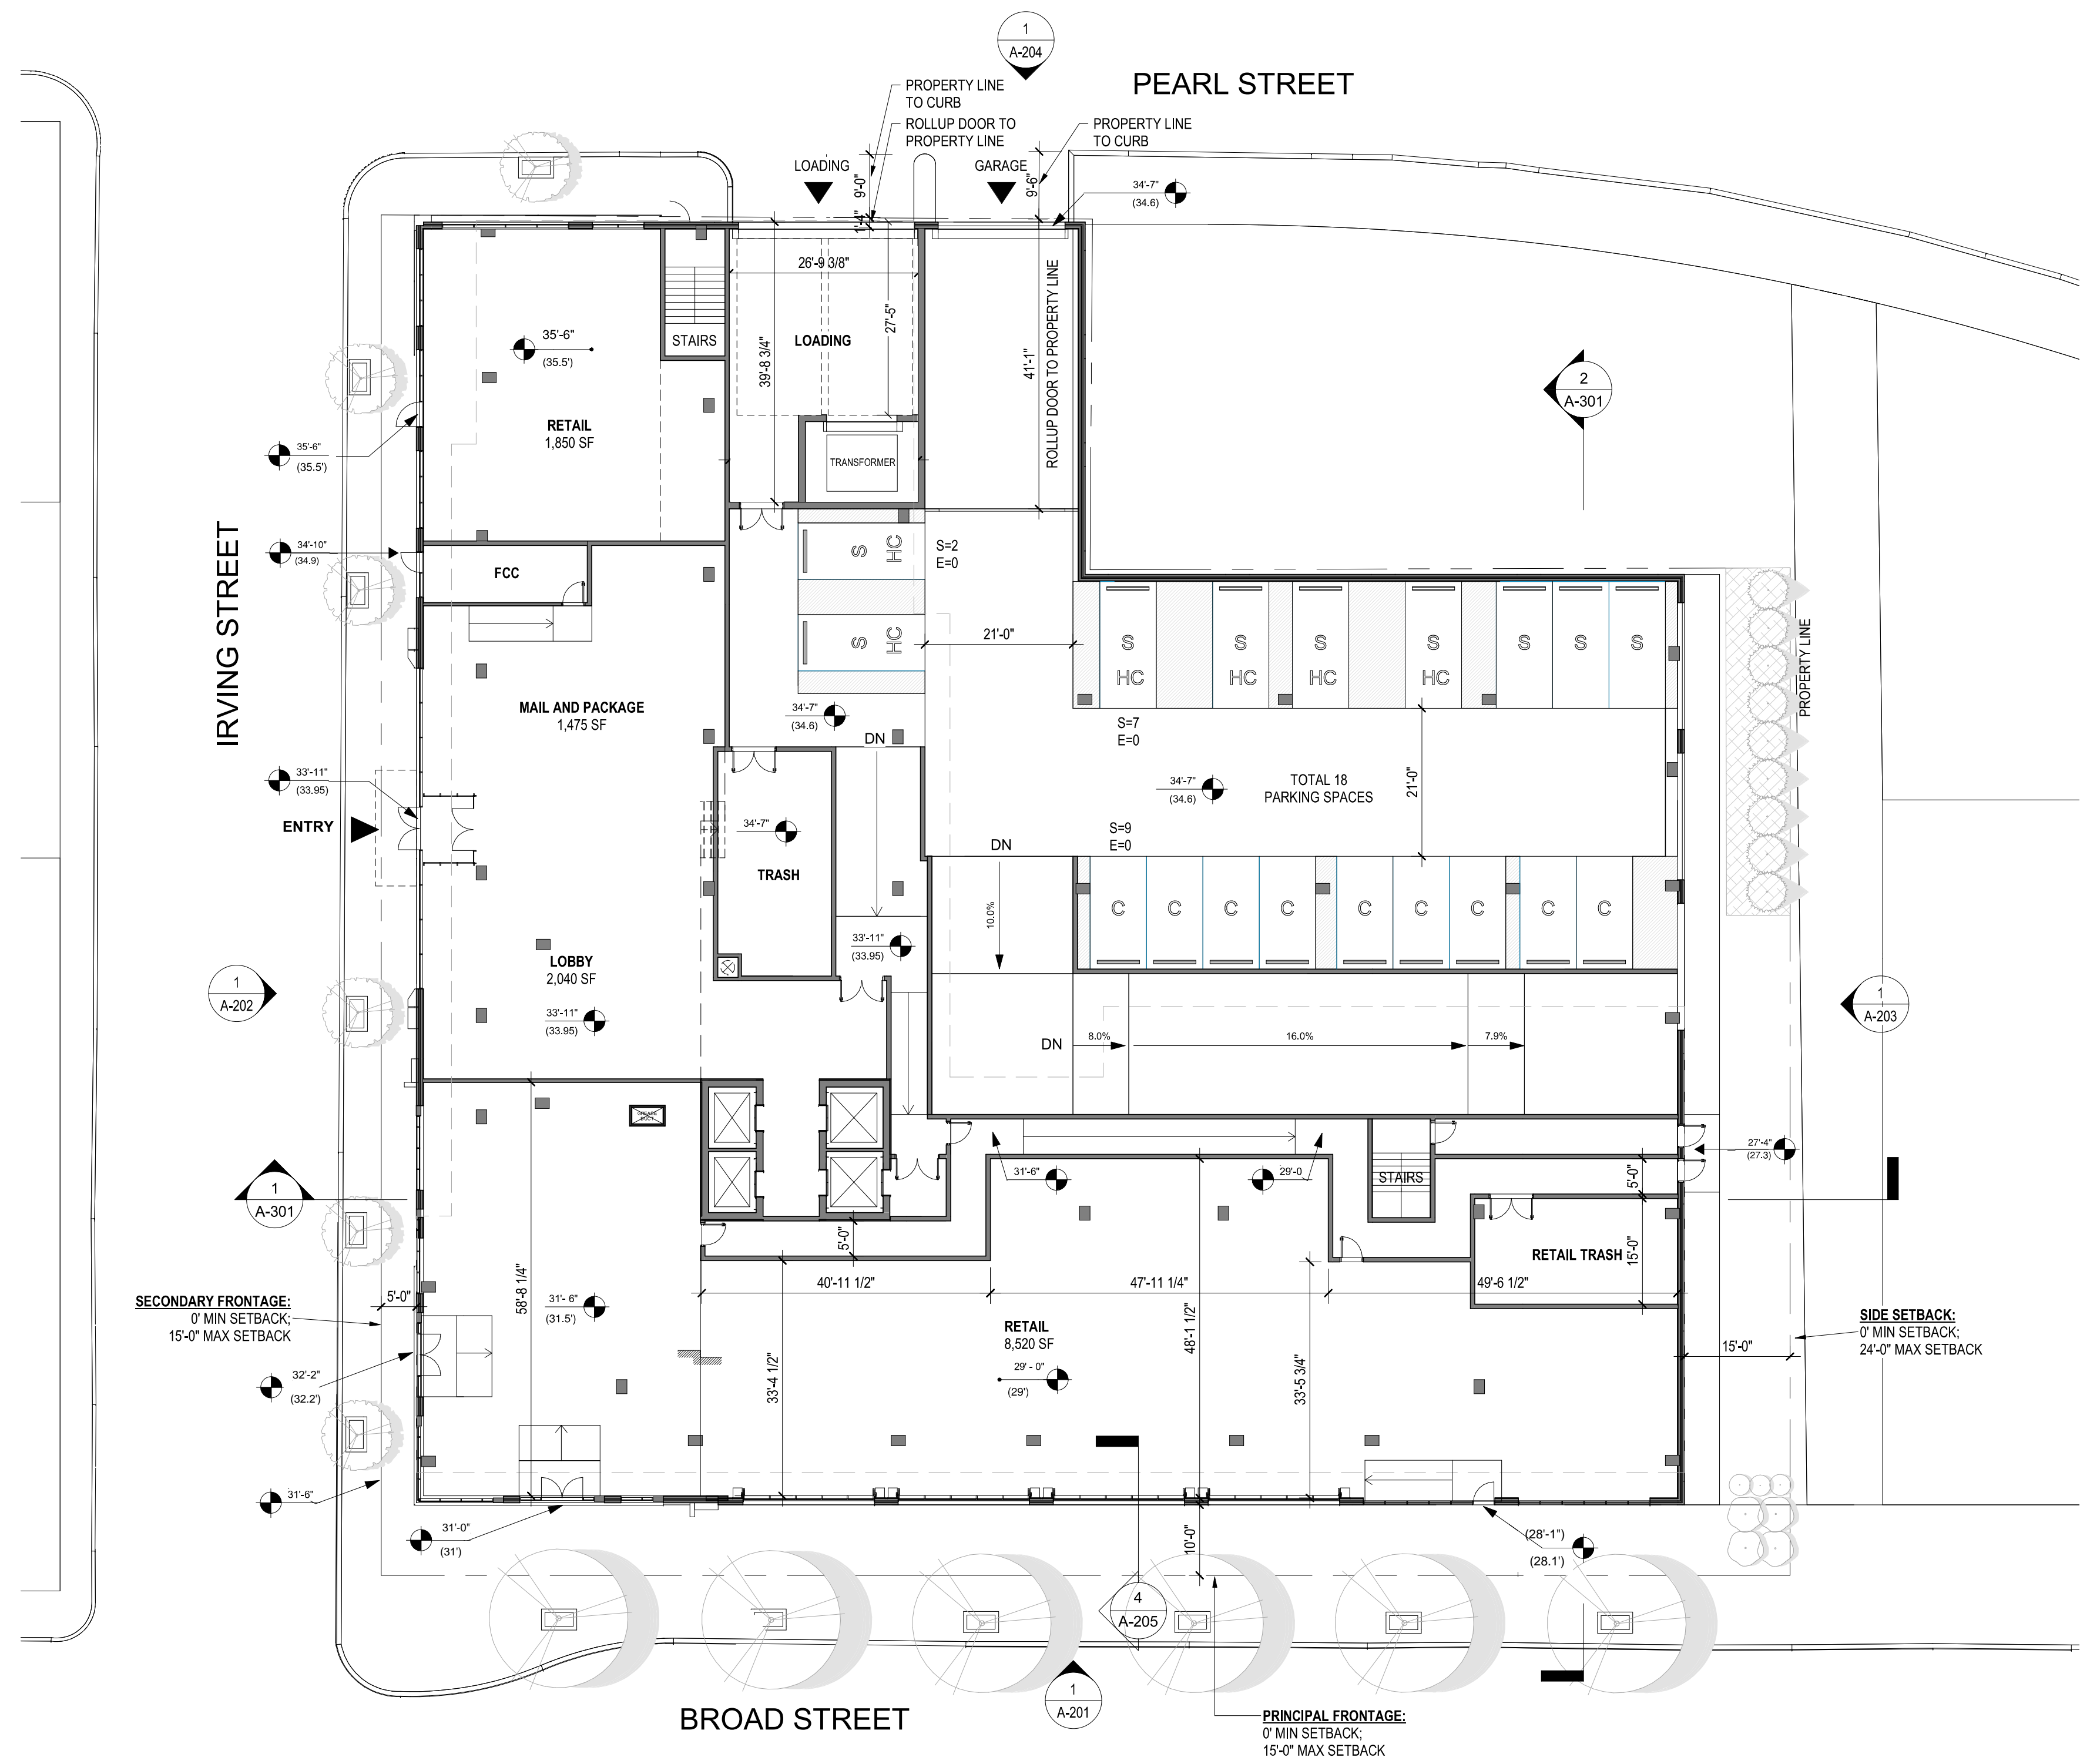 1
A-204
PEARL STREET
PROPERTY LINE
TO CURB
ROLLUP DOOR TO
PROPERTY LINE
PROPERTY LINE
TO CURB
LOADING
GARAGE
9'-0"
9'-6"
1'-4"
34'-7"
(34.6)
26'-9 3/8"
27'-5"
39'-8 3/4"
41'-1"
ROLLUP DOOR TO PROPERTY LINE
STAIRS
LOADING
35'-6"
(35.5')
2
A-301
RETAIL
1,850 SF
35'-6"
(35.5')
TRANSFORMER
IRVING STREET
34'-10"
(34.9)
FCC
S
HC
S=2
E=0
S
HC
21'-0"
S
HC
S
HC
S
HC
S
HC
S
S
S
PROPERTY LINE
MAIL AND PACKAGE
1,475 SF
34'-7"
(34.6)
DN
S=7
E=0
33'-11"
(33.95)
34'-7"
(34.6)
TOTAL 18
PARKING SPACES
21'-0"
ENTRY
34'-7"
TRASH
S=9
E=0
DN
10.0%
C
C
C
C
C
C
C
C
C
33'-11"
(33.95)
LOBBY
2,040 SF
33'-11"
(33.95)
1
A-202
1
A-203
DN
8.0%
16.0%
7.9%
GREASE
DUCT
27'-4"
(27.3)
31'-6"
29'-0
STAIRS
5'-0"
1
A-301
5'-0"
RETAIL TRASH
15'-0"
40'-11 1/2"
47'-11 1/4"
49'-6 1/2"
58'-8 1/4"
SECONDARY FRONTAGE:
0' MIN SETBACK;
15'-0" MAX SETBACK
5'-0"
31'- 6"
(31.5')
RETAIL
8,520 SF
29' - 0"
(29')
33'-4 1/2"
48'-1 1/2"
33'-5 3/4"
15'-0"
SIDE SETBACK:
0' MIN SETBACK;
24'-0" MAX SETBACK
32'-2"
(32.2')
31'-6"
31'-0"
(31')
10'-0"
(28'-1")
(28.1')
4
A-205
1
A-201
BROAD STREET
PRINCIPAL FRONTAGE:
0' MIN SETBACK;
15'-0" MAX SETBACK